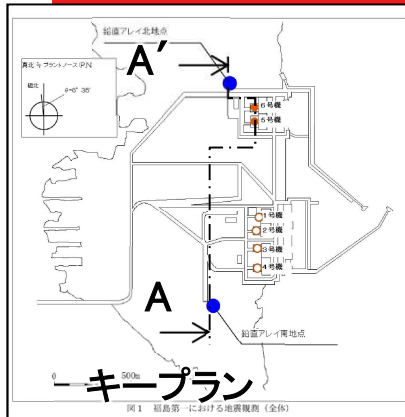 鉛直アレイ北地点
A′
真北とプラントノース(P.N)
磁北
θ=6° 36′
6号機
5号機
1号機
2号機
3号機
4号機
A
鉛直アレイ南地点
0 500m
キープラン
図1 福島第一における地震観測 (全体)